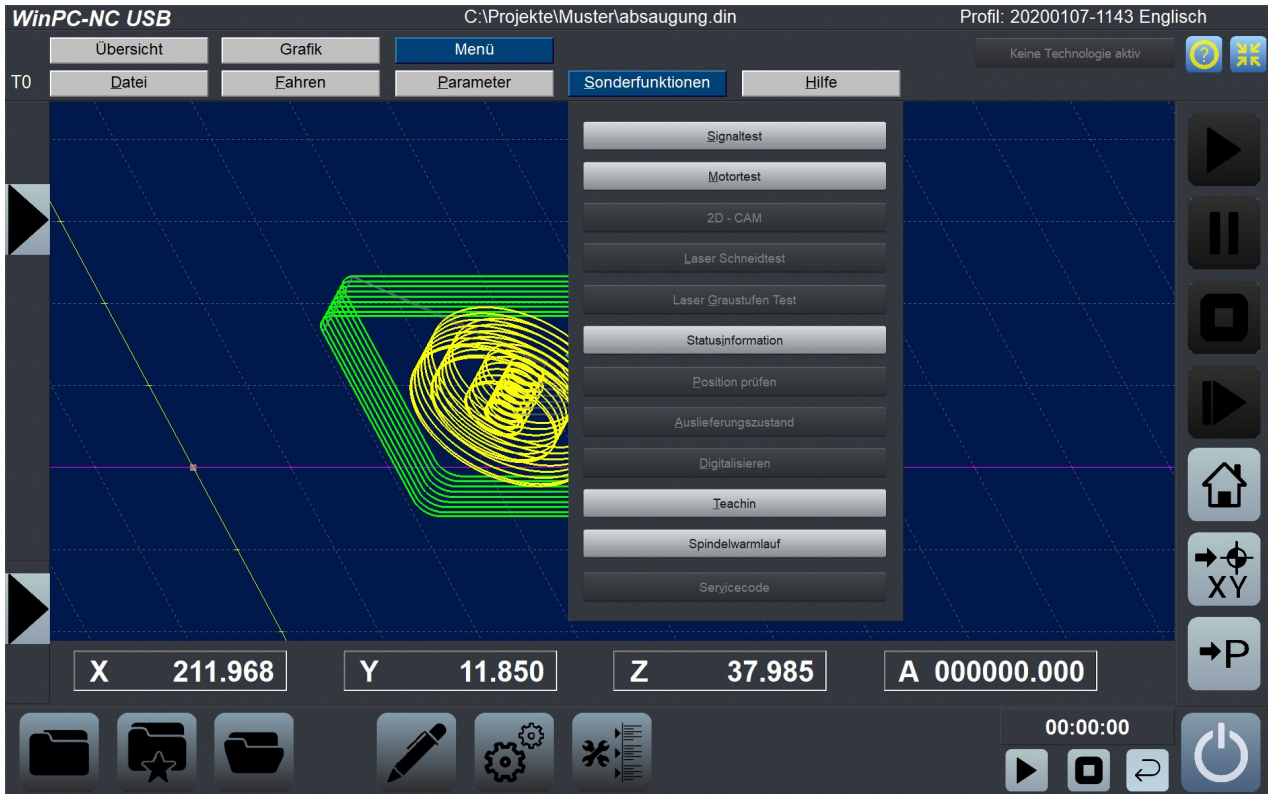 WinPC-NC USB
C:\Projekte\Muster\absaugung.din
Profil: 20200107-1143 Englisch
Übersicht
Grafik
Menü
Keine Technologie aktiv
?
T0
Datei
Fahren
Parameter
Sonderfunktionen
Hilfe
Signaltest
Motortest
2D - CAM
Laser Schneidtest
Laser Graustufen Test
Statusinformation
Position prüfen
Auslieferungszustand
Digitalisieren
Teachin
Spindelwarmlauf
Servicecode
XY
P
X 211.968
Y 11.850
Z 37.985
A 000000.000
00:00:00